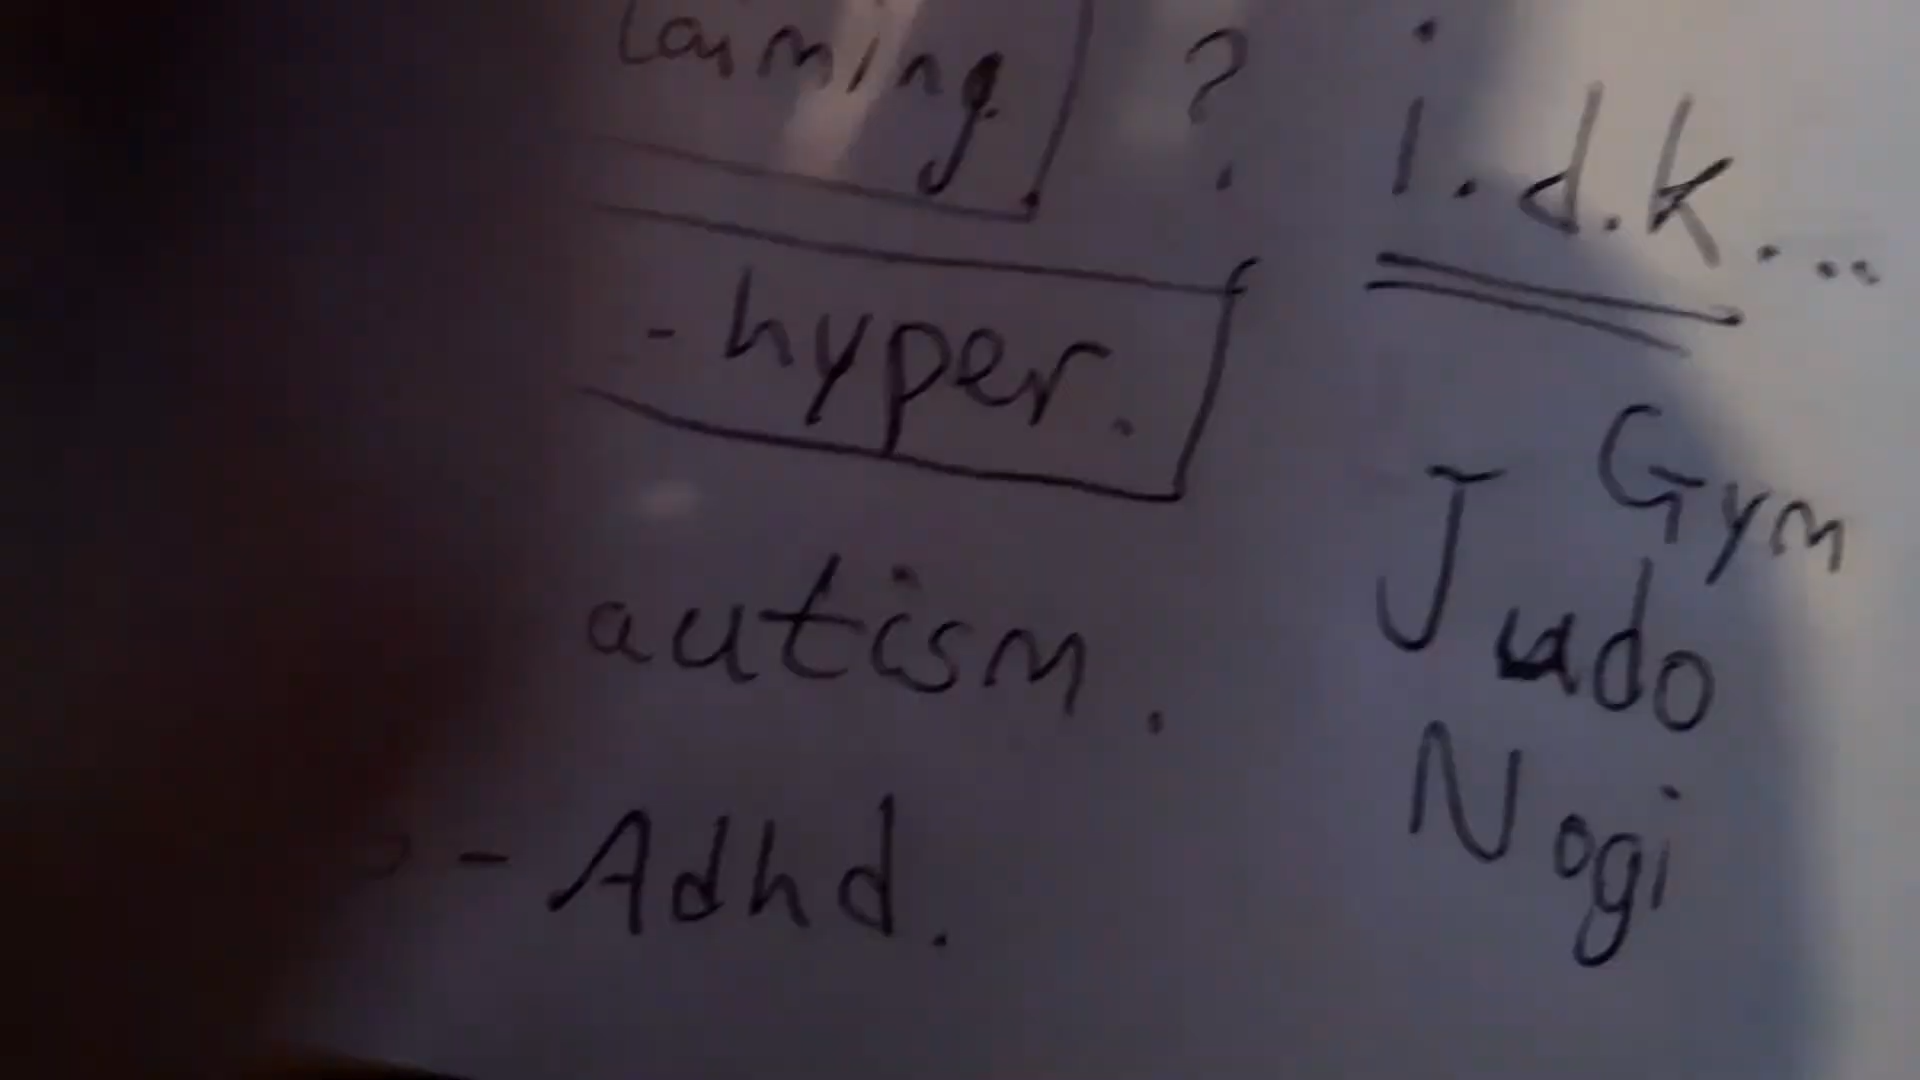 ?
i.d.k...
- hyper.
autism.
- Adhd.
Gym
Judo
Nogi